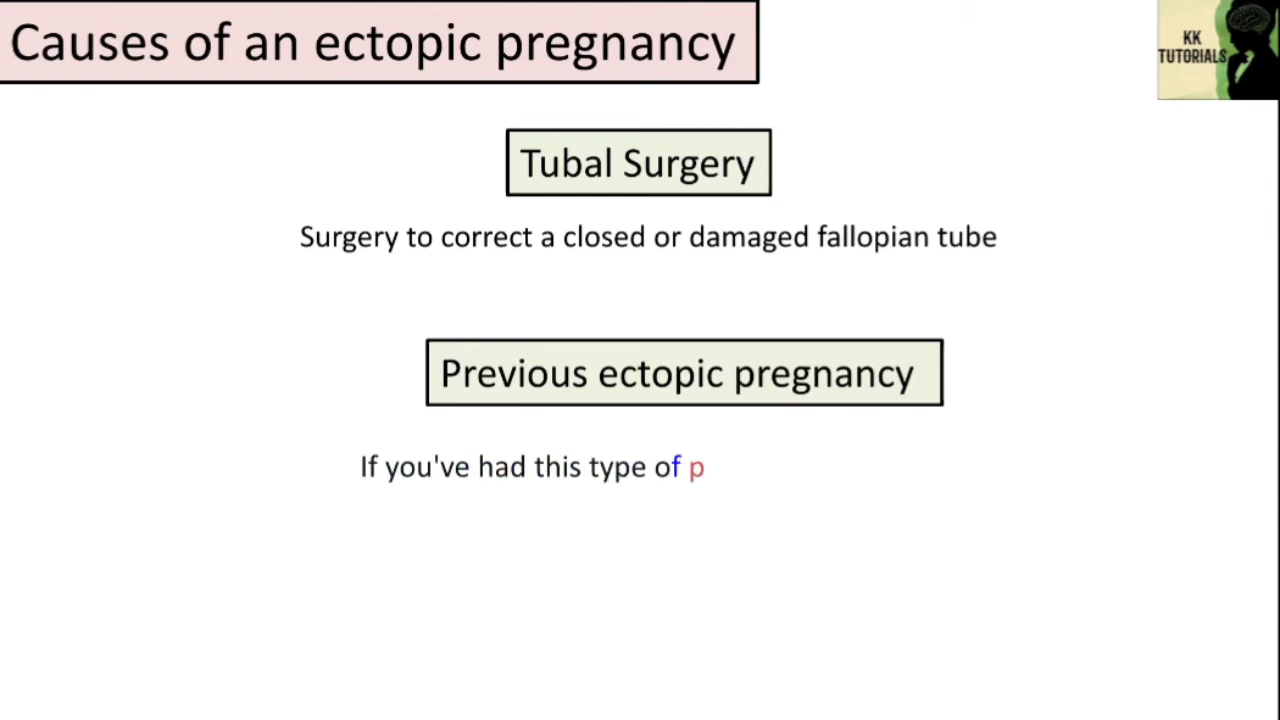 Causes of an ectopic pregnancy
KK
TUTORIALS
Tubal Surgery
Surgery to correct a closed or damaged fallopian tube
Previous ectopic pregnancy
If you've had this type of p